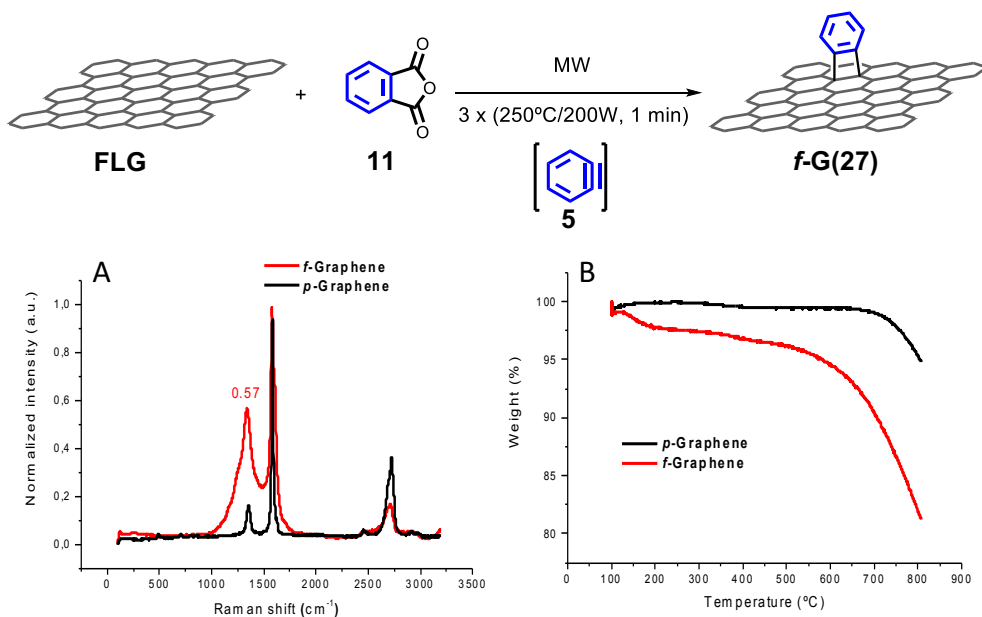 FLG
+
O
O
O
11
MW
3 x (250ºC/200W, 1 min)
5
f-G(27)
A
f-Graphene
p-Graphene
Normalized intensity (a.u.)
1,0
0,8
0,6
0,4
0,2
0,0
0.57
0 500 1000 1500 2000 2500 3000 3500
Raman shift (cm-1)
B
Weight (%)
100
95
90
85
80
p-Graphene
f-Graphene
0 100 200 300 400 500 600 700 800 900
Temperature (ºC)